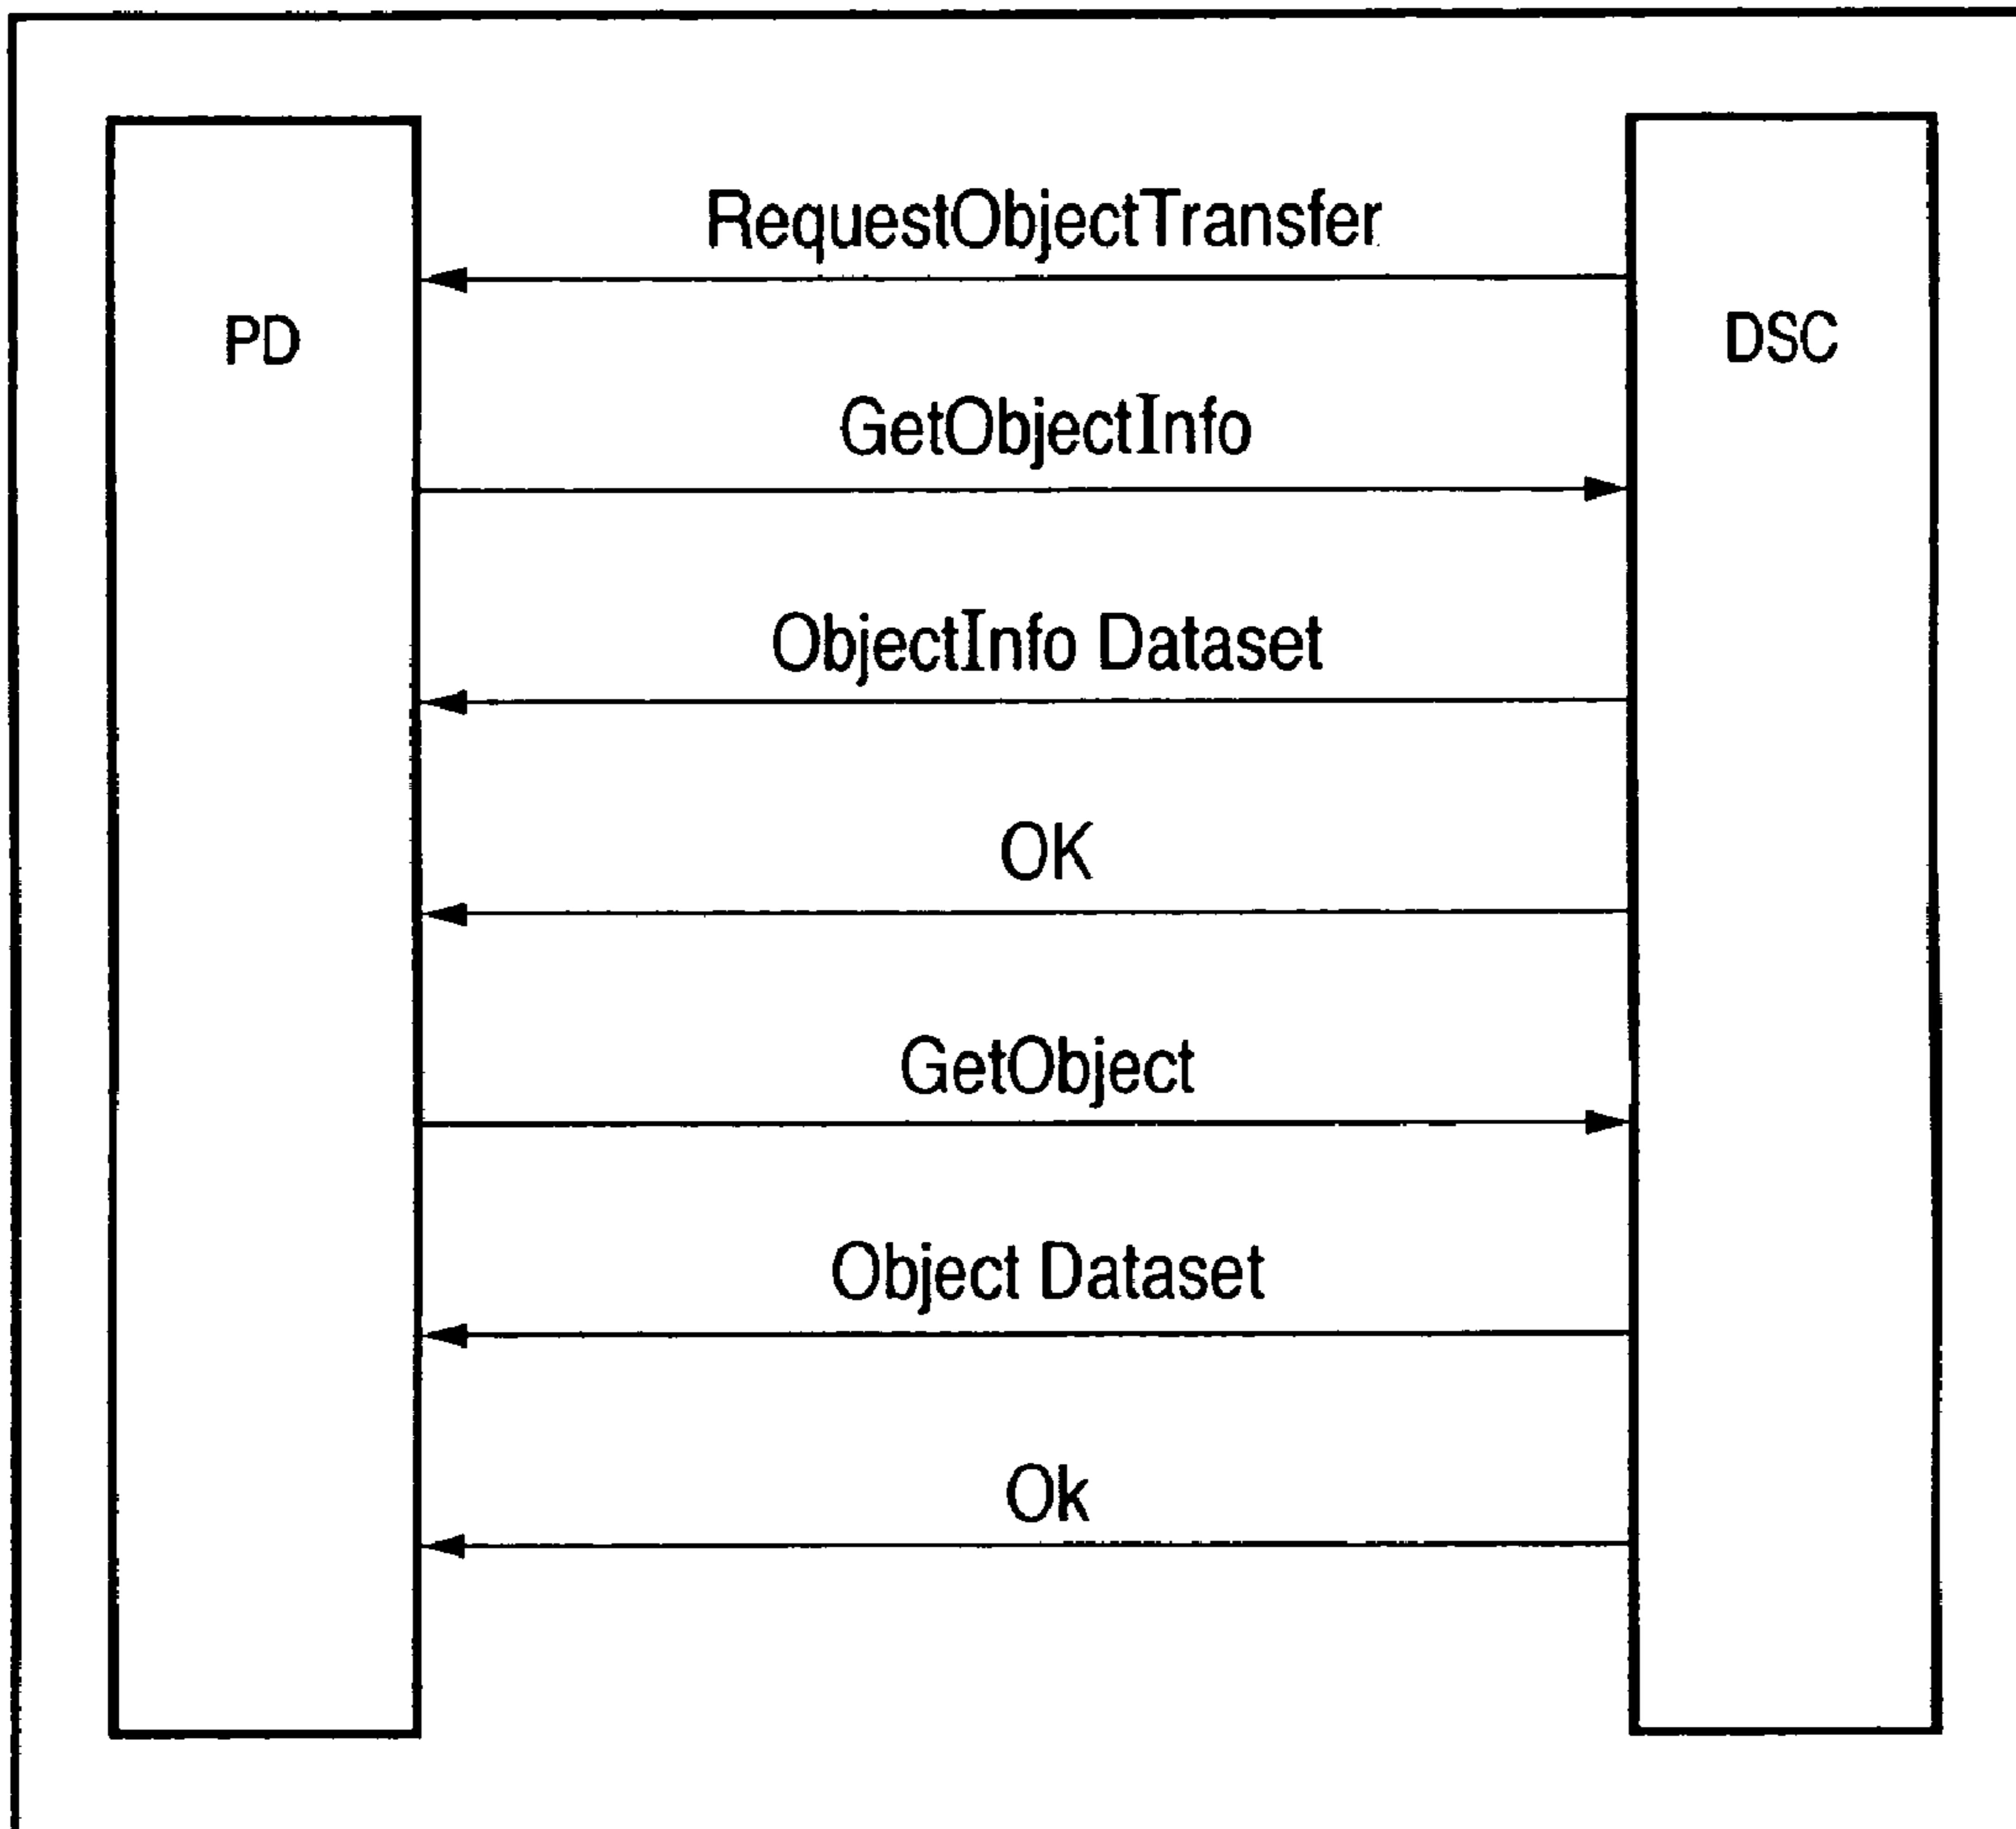 RequestObjectTransfer
PD
DSC
GetObjectInfo
ObjectInfo Dataset
OK
GetObject
Object Dataset
Ok